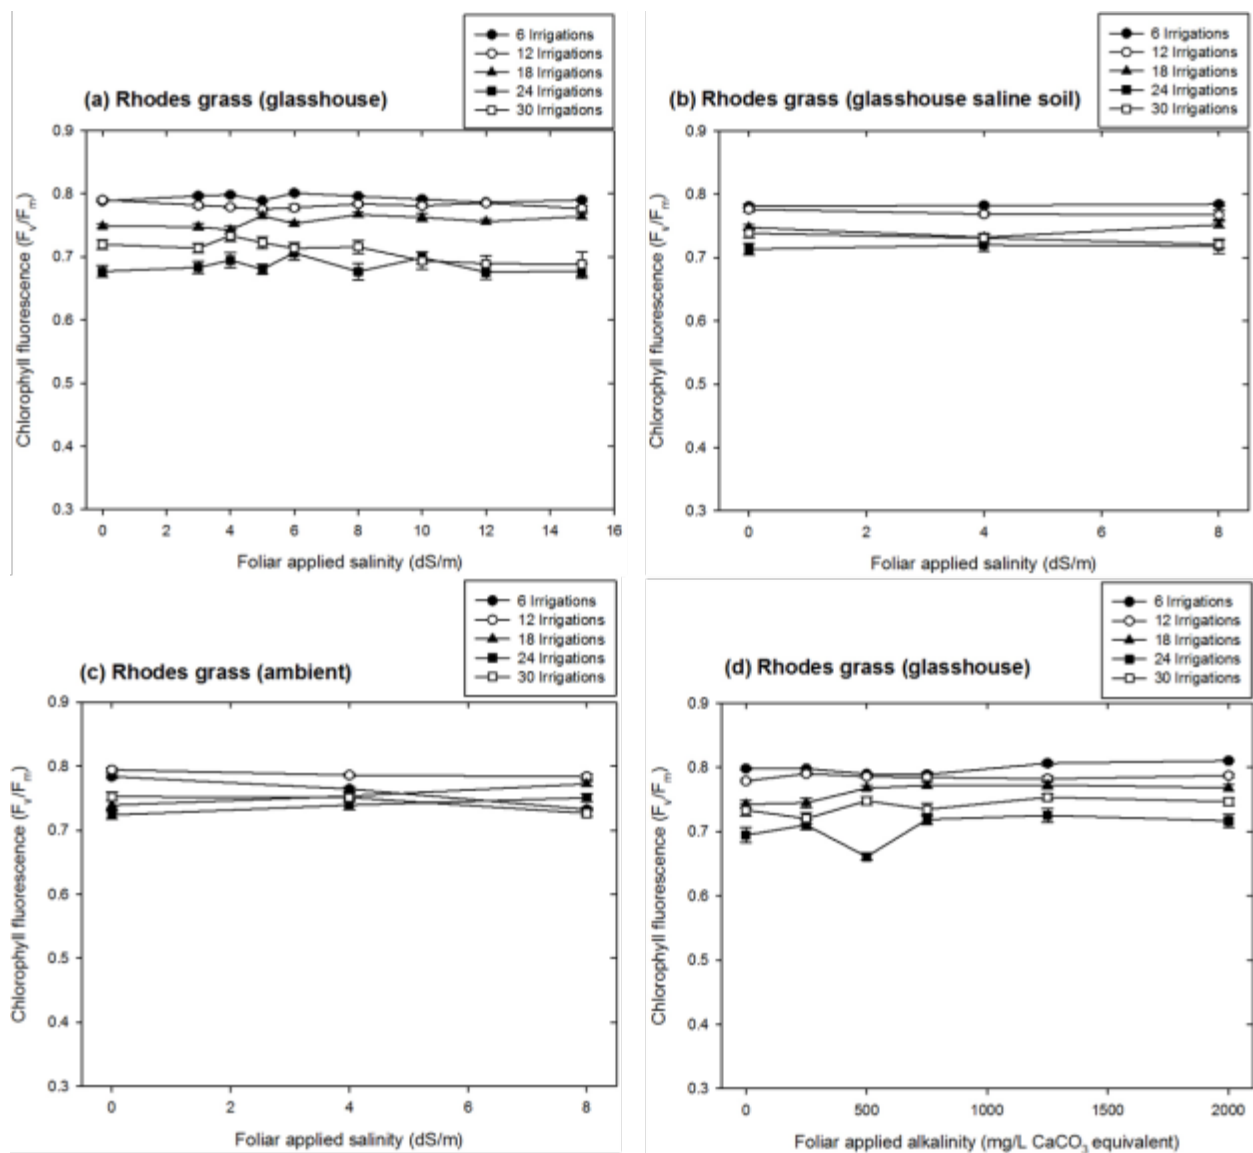 6 Irrigations
12 Irrigations
18 Irrigations
24 Irrigations
30 Irrigations
(a) Rhodes grass (glasshouse)
0.9
0.8
0.7
0.6
0.5
0.4
0.3
Chlorophyll fluorescence (Fv/Fm)
0 2 4 6 8 10 12 14 16
Foliar applied salinity (dS/m)
6 Irrigations
12 Irrigations
18 Irrigations
24 Irrigations
30 Irrigations
(b) Rhodes grass (glasshouse saline soil)
0.9
0.8
0.7
0.6
0.5
0.4
0.3
Chlorophyll fluorescence (Fv/Fm)
0 2 4 6 8
Foliar applied salinity (dS/m)
6 Irrigations
12 Irrigations
18 Irrigations
24 Irrigations
30 Irrigations
(c) Rhodes grass (ambient)
0.9
0.8
0.7
0.6
0.5
0.4
0.3
Chlorophyll fluorescence (Fv/Fm)
0 2 4 6 8
Foliar applied salinity (dS/m)
6 Irrigations
12 Irrigations
18 Irrigations
24 Irrigations
30 Irrigations
(d) Rhodes grass (glasshouse)
0.9
0.8
0.7
0.6
0.5
0.4
0.3
Chlorophyll fluorescence (Fv/Fm)
0 500 1000 1500 2000
Foliar applied alkalinity (mg/L CaCO3 equivalent)